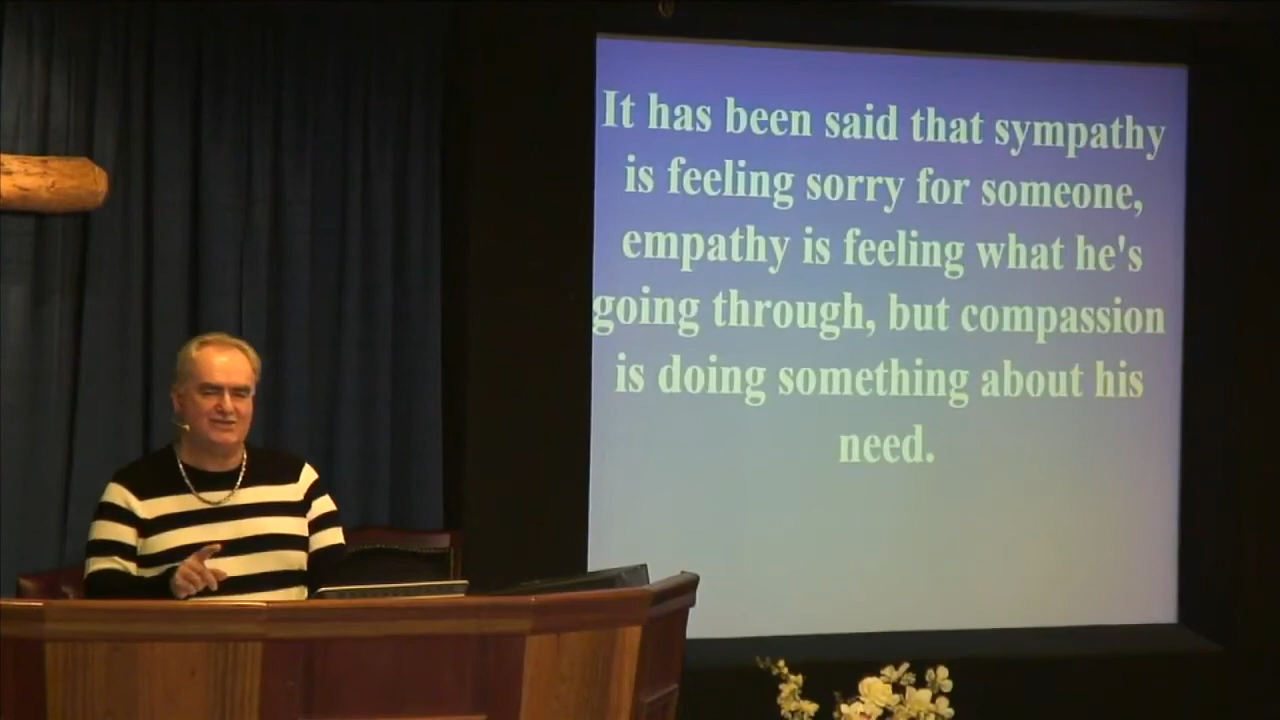 It has been said that sympathy
is feeling sorry for someone,
empathy is feeling what he's
going through, but compassion
is doing something about his
need.